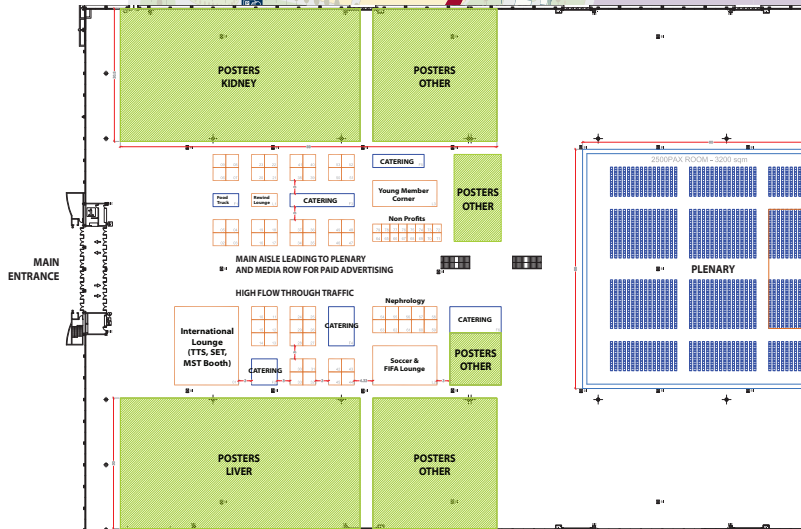 POSTERS
KIDNEY
POSTERS
OTHER
CATERING
2500PAX ROOM - 3200 sqm
Food
Truck
Rewind
Lounge
CATERING
Young Member
Corner
POSTERS
OTHER
Non Profits
MAIN
ENTRANCE
MAIN AISLE LEADING TO PLENARY
AND MEDIA ROW FOR PAID ADVERTISING
PLENARY
HIGH FLOW THROUGH TRAFFIC
Nephrology
International
Lounge
(TTS, SET,
MST Booth)
CATERING
CATERING
CATERING
Soccer &
FIFA Lounge
POSTERS
OTHER
POSTERS
LIVER
POSTERS
OTHER